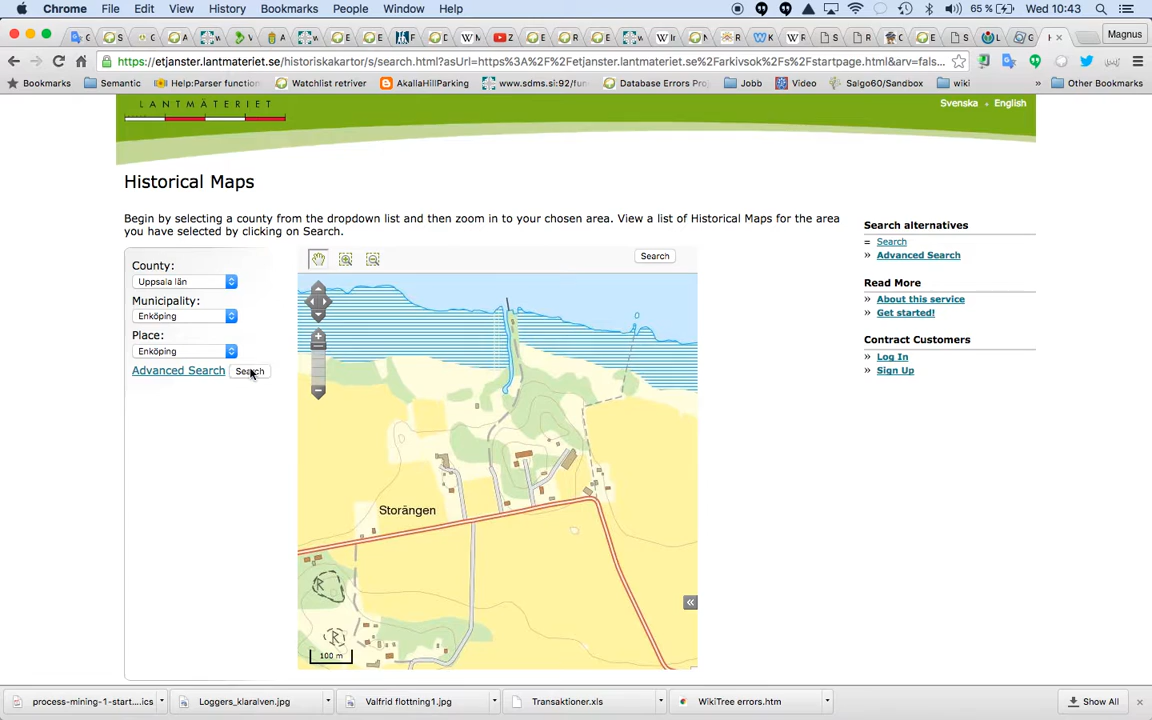 Chrome File Edit View History Bookmarks People Window Help 65 % Wed 10:43
Magnus
https://etjanster.lantmateriet.se/historiskakartor/s/search.html?asUrl=https%3A%2F%2Fetjanster.lantmateriet.se%2Farkivsok%2Fs%2Fstartpage.html&arv=fals...
Bookmarks Semantic Help:Parser functi Watchlist retriver AkallaHillParking www.sdms.si:92/fun Database Errors Proj Jobb Video Salgo60/Sandbox wiki » Other Bookmarks
LANTMÄTERIET
Svenska English
Historical Maps
Begin by selecting a county from the dropdown list and then zoom in to your chosen area. View a list of Historical Maps for the area
you have selected by clicking on Search.
County:
Uppsala län
Municipality:
Enköping
Place:
Enköping
Advanced Search Search
Search
Storängen
R
R
100 m
Search alternatives
= Search
» Advanced Search
Read More
» About this service
» Get started!
Contract Customers
» Log In
» Sign Up
process-mining-1-start....ics Loggers_klaralven.jpg Valfrid flottning1.jpg Transaktioner.xls WikiTree errors.htm Show All